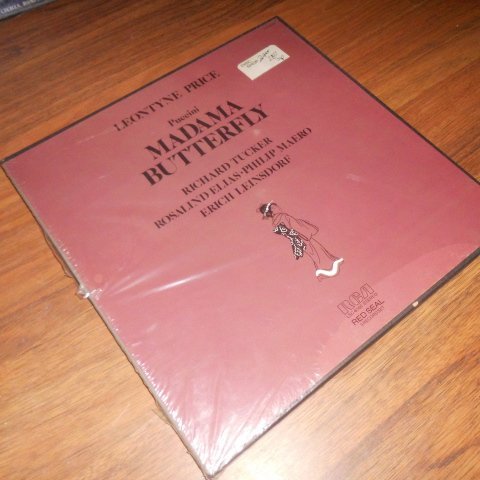 LEONTYNE PRICE
Puccini
MADAMA
BUTTERFLY
RICHARD TUCKER
ROSALIND ELIAS·PHILIP MAERO
ERICH LEINSDORF
RCA
RED SEAL